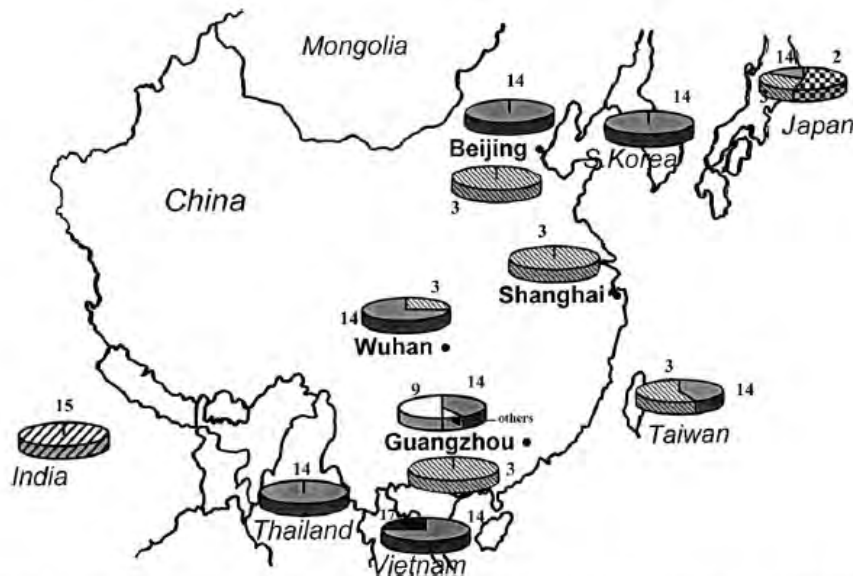 Mongolia
14 2
3
Japan
14
Beijing
14
S.Korea
3
China
3
Shanghai
3
14
Wuhan
9 14
others
Guangzhou
3
3
14
Taiwan
15
India
14
Thailand
17 14
Vietnam